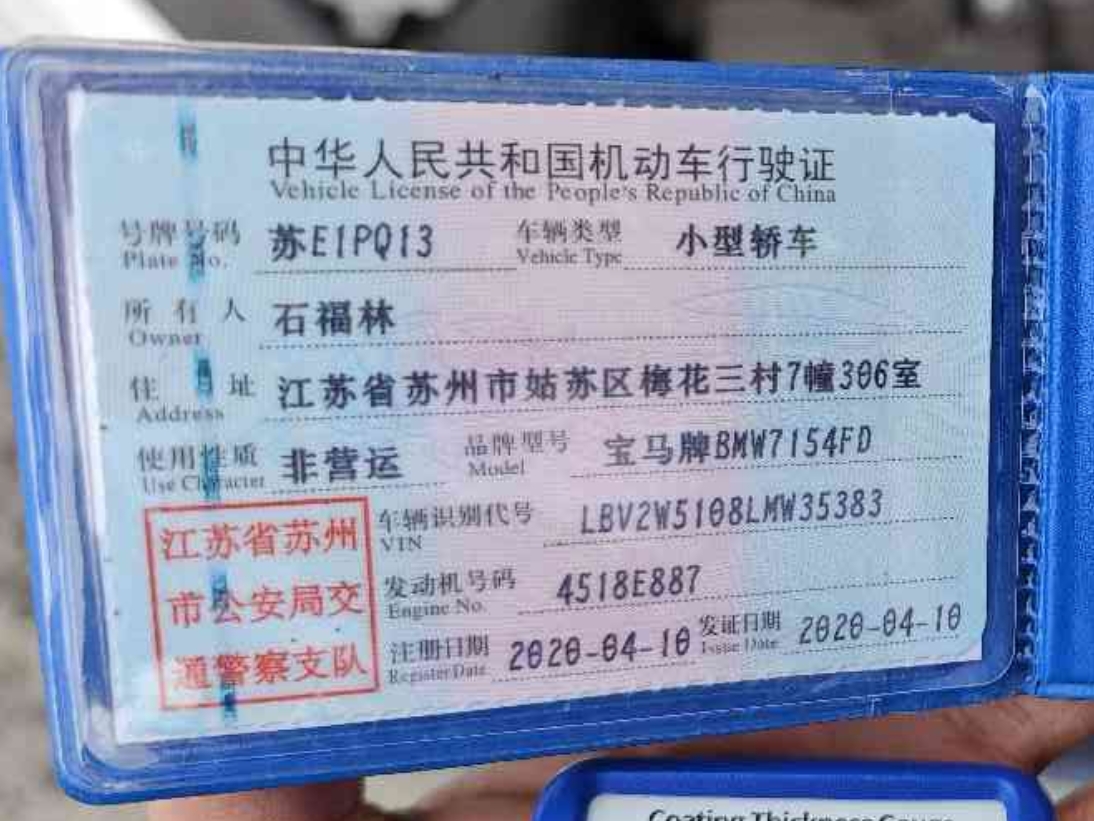 中华人民共和国机动车行驶证
Vehicle License of the People's Republic of China
号牌号码 苏E1PQ13 车辆类型 小型轿车
Plate No. Vehicle Type
所有人 石福林
Owner
住址 江苏省苏州市姑苏区梅花三村7幢306室
Address
使用性质 非营运 品牌型号 宝马牌BMW7154FD
Use Character Model
江苏省苏州 车辆识别代号 LBV2W5108LMW35383
VIN
市公安局交 发动机号码 4518E887
Engine No.
通警察支队 注册日期 2020-04-10 发证日期 2020-04-10
Register Date Issue Date
Coating Thickness Gauge